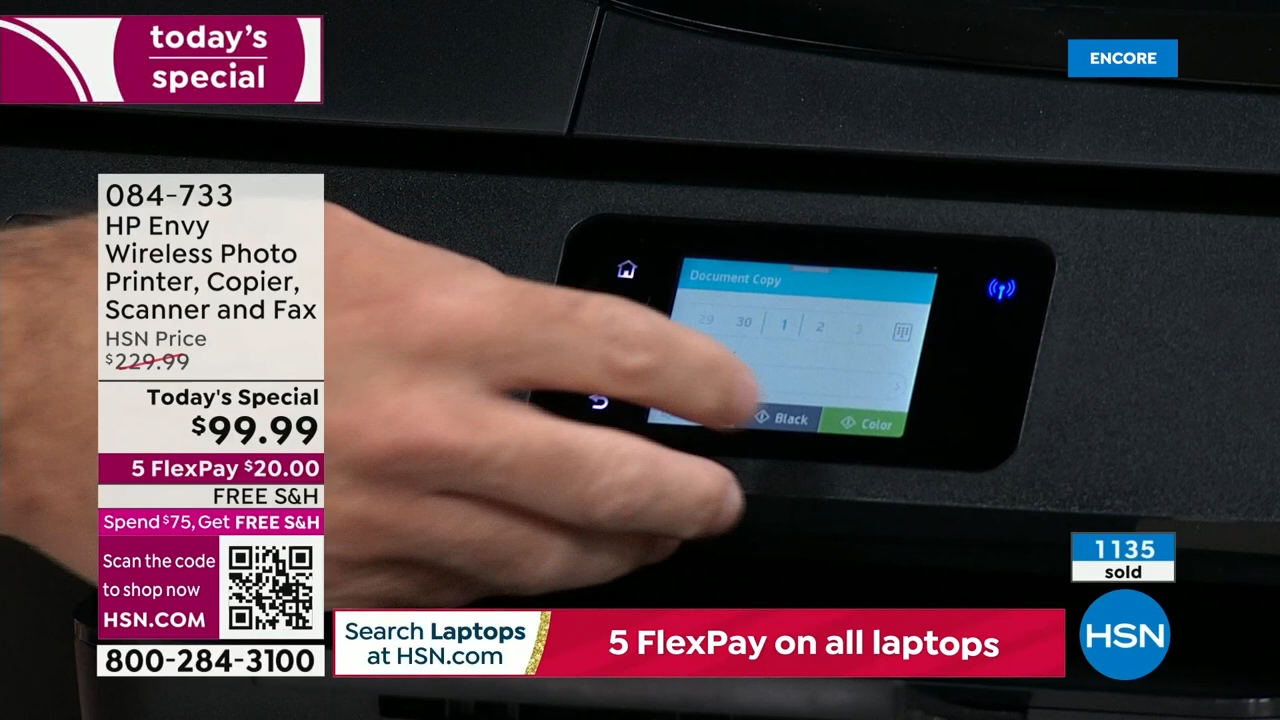 today's
special
ENCORE
084-733
HP Envy
Wireless Photo
Printer, Copier,
Scanner and Fax
HSN Price
$229.99
Today's Special
$99.99
5 FlexPay $20.00
FREE S&H
Spend $75, Get FREE S&H
Scan the code
to shop now
HSN.COM
800-284-3100
Document Copy
29 30 1 2 3
Black
Color
1135
sold
HSN
Search Laptops
at HSN.com
5 FlexPay on all laptops